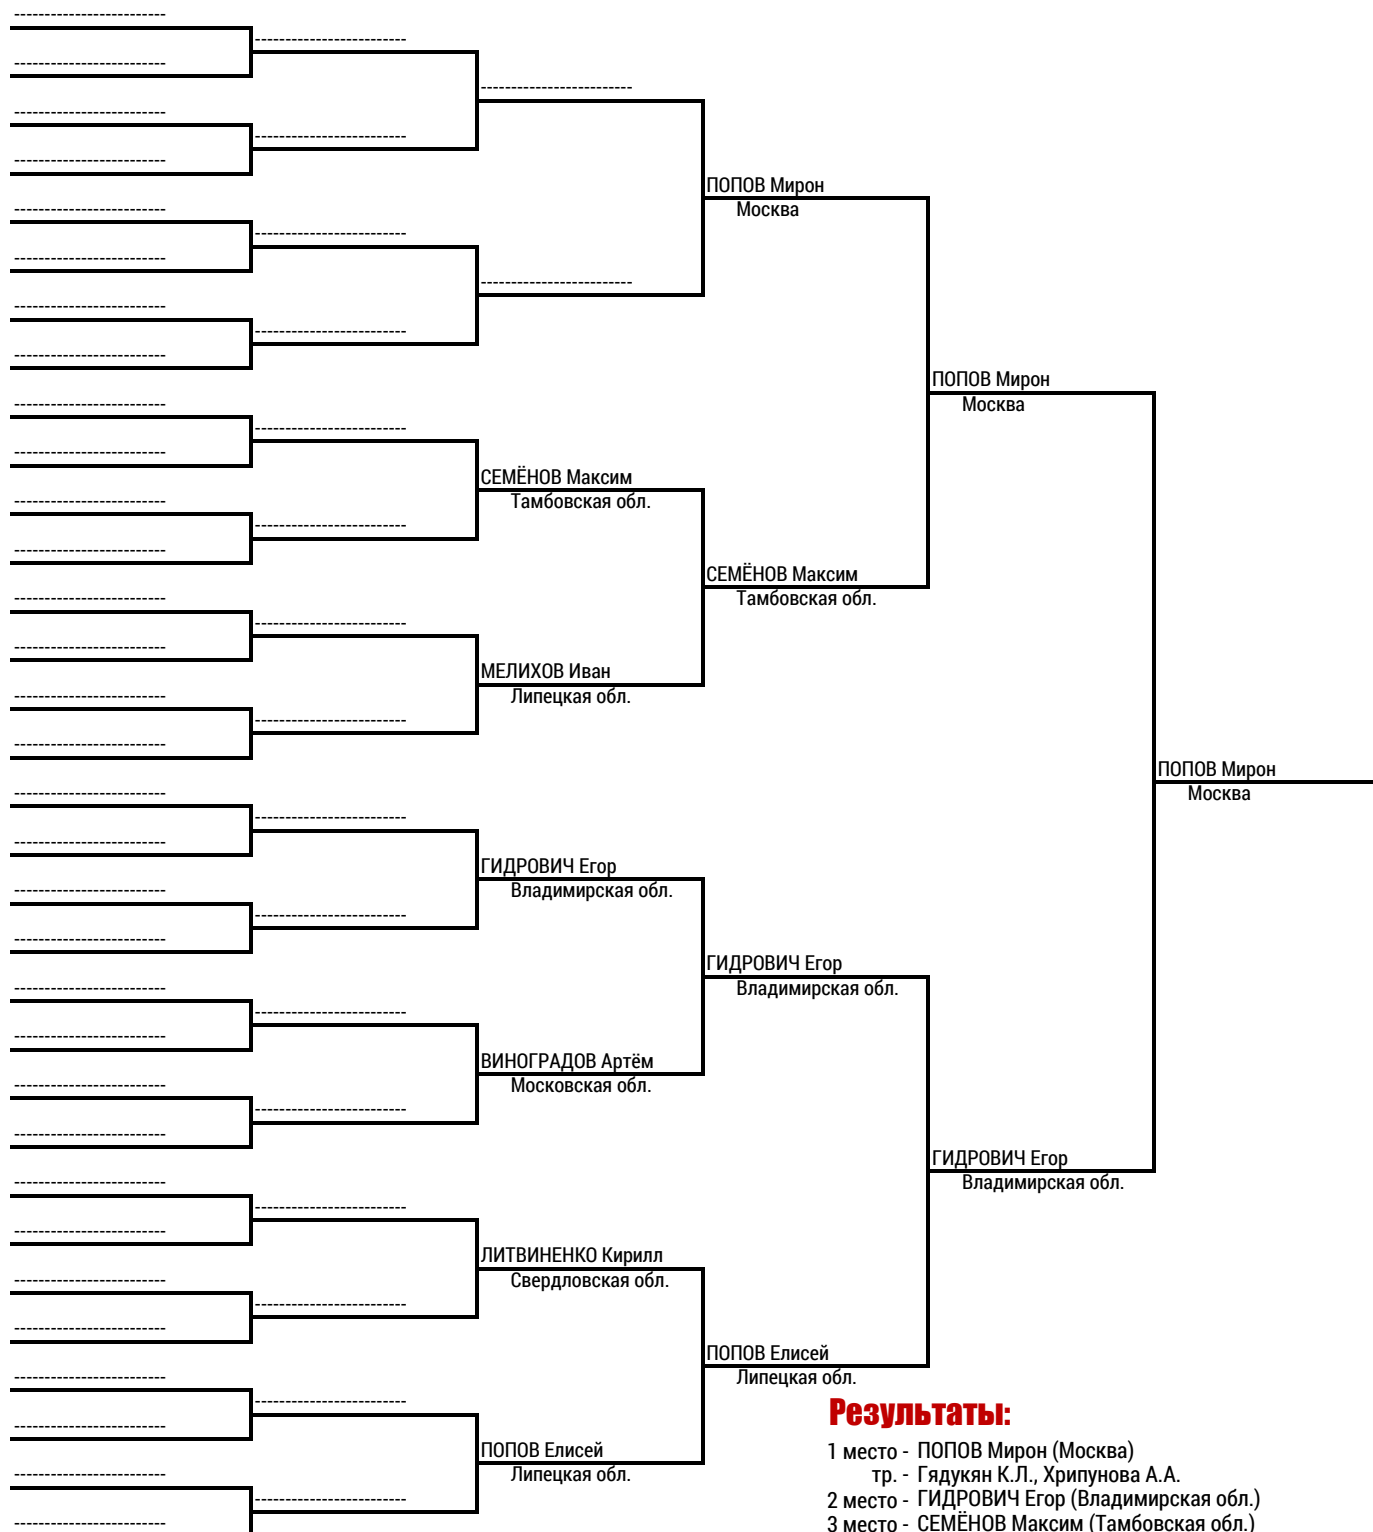 ПОПОВ Мирон
Москва
ПОПОВ Мирон
Москва
СЕМЁНОВ Максим
Тамбовская обл.
СЕМЁНОВ Максим
Тамбовская обл.
МЕЛИХОВ Иван
Липецкая обл.
ПОПОВ Мирон
Москва
ГИДРОВИЧ Егор
Владимирская обл.
ГИДРОВИЧ Егор
Владимирская обл.
ВИНОГРАДОВ Артём
Московская обл.
ГИДРОВИЧ Егор
Владимирская обл.
ЛИТВИНЕНКО Кирилл
Свердловская обл.
ПОПОВ Елисей
Липецкая обл.
ПОПОВ Елисей
Липецкая обл.
Результаты:
1 место - ПОПОВ Мирон (Москва)
тр. - Гядукян К.Л., Хрипунова А.А.
2 место - ГИДРОВИЧ Егор (Владимирская обл.)
3 место - СЕМЁНОВ Максим (Тамбовская обл.)